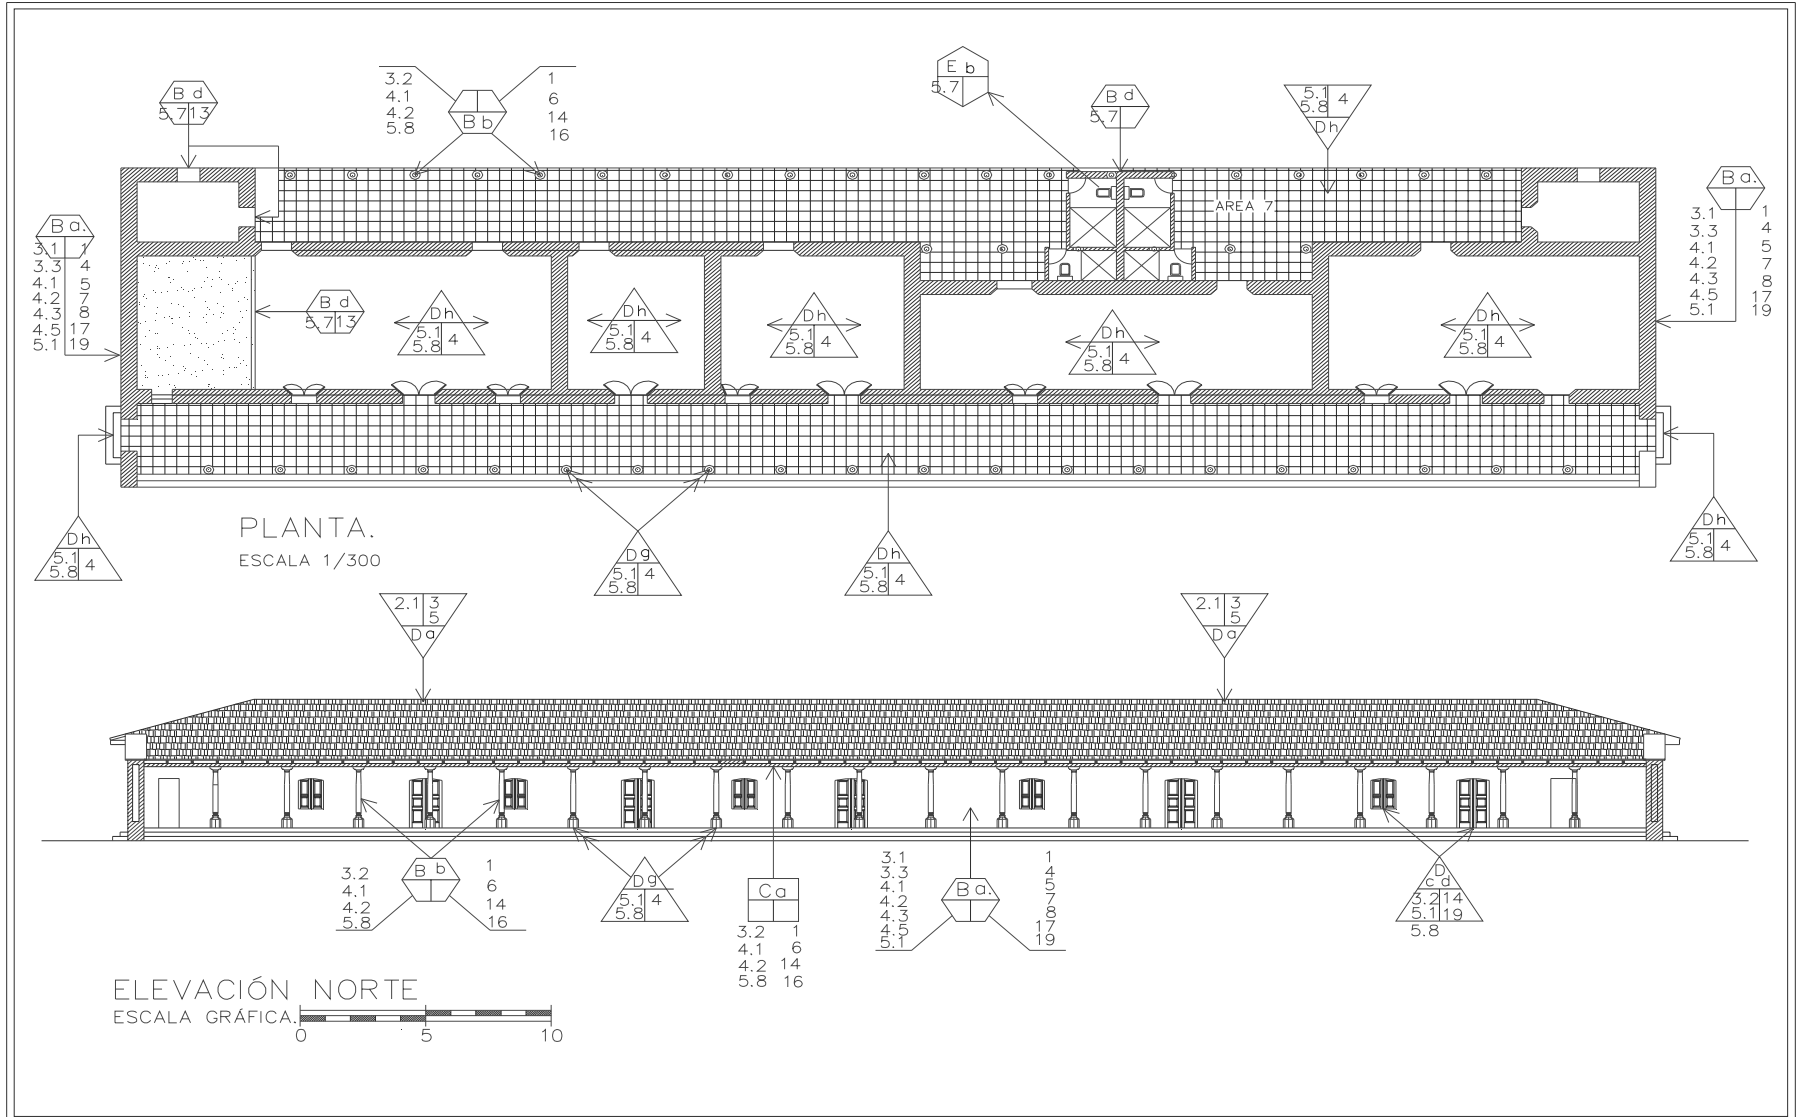 B d
5.7 13
3.2 1
4.1 6
4.2 14
5.8 16
B b
E b
5.7
B d
5.7
5.1 4
5.8
Dh
B a.
3.1 1
3.3 4
4.1 5
4.2 7
4.3 8
4.5 17
5.1 19
AREA 7
B a.
3.1 1
3.3 4
4.1 5
4.2 7
4.3 8
4.5 17
5.1 19
B d
5.7 13
Dh
5.1 4
5.8
Dh
5.1 4
5.8
Dh
5.1 4
5.8
Dh
5.1 4
5.8
Dh
5.1 4
5.8
PLANTA.
ESCALA 1/300
Dh
5.1 4
5.8
Dg
5.1 4
5.8
Dh
5.1 4
5.8
Dh
5.1 4
5.8
2.1 3
5
Da
2.1 3
5
Da
B b
3.2 1
4.1 6
4.2 14
5.8 16
Dg
5.1 4
5.8
Ca
3.2 1
4.1 6
4.2 14
5.8 16
Ba.
3.1 1
3.3 4
4.1 5
4.2 7
4.3 8
4.5 17
5.1 19
D
c d
3.2 14
5.1 19
5.8
ELEVACIÓN NORTE
ESCALA GRÁFICA.
0 5 10